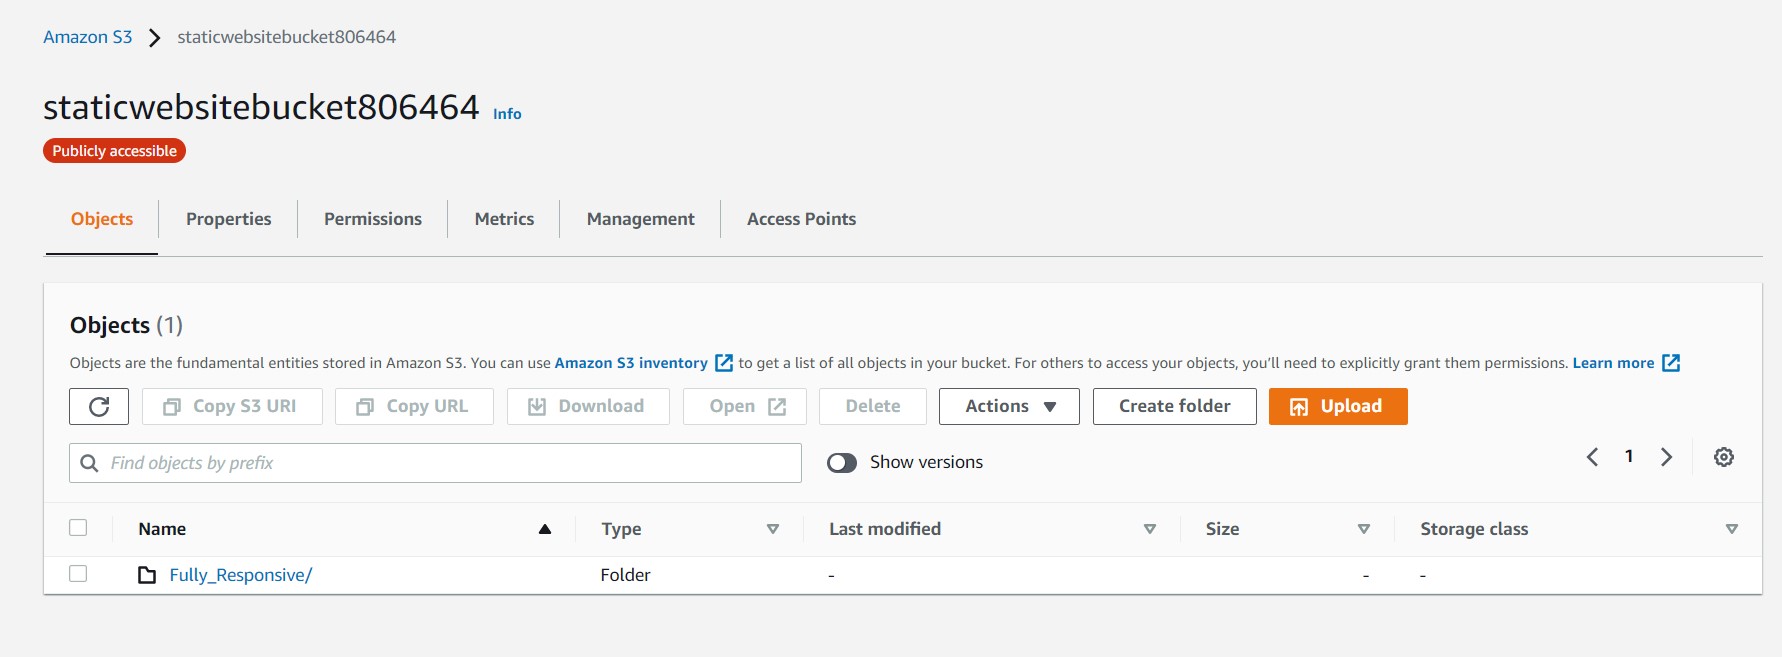 Amazon S3 staticwebsitebucket806464
staticwebsitebucket806464 Info
Publicly accessible
Objects Properties Permissions Metrics Management Access Points
Objects (1)
Objects are the fundamental entities stored in Amazon S3. You can use Amazon S3 inventory to get a list of all objects in your bucket. For others to access your objects, you'll need to explicitly grant them permissions. Learn more
Copy S3 URI Copy URL Download Open Delete Actions Create folder Upload
Find objects by prefix Show versions 1
Name Type Last modified Size Storage class
Fully_Responsive/ Folder - - -